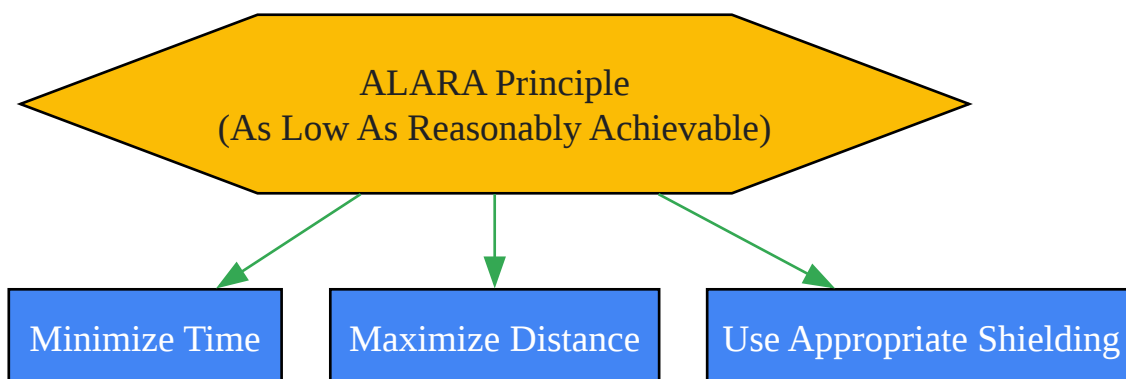 ALARA Principle
(As Low As Reasonably Achievable)
Minimize Time
Maximize Distance
Use Appropriate Shielding